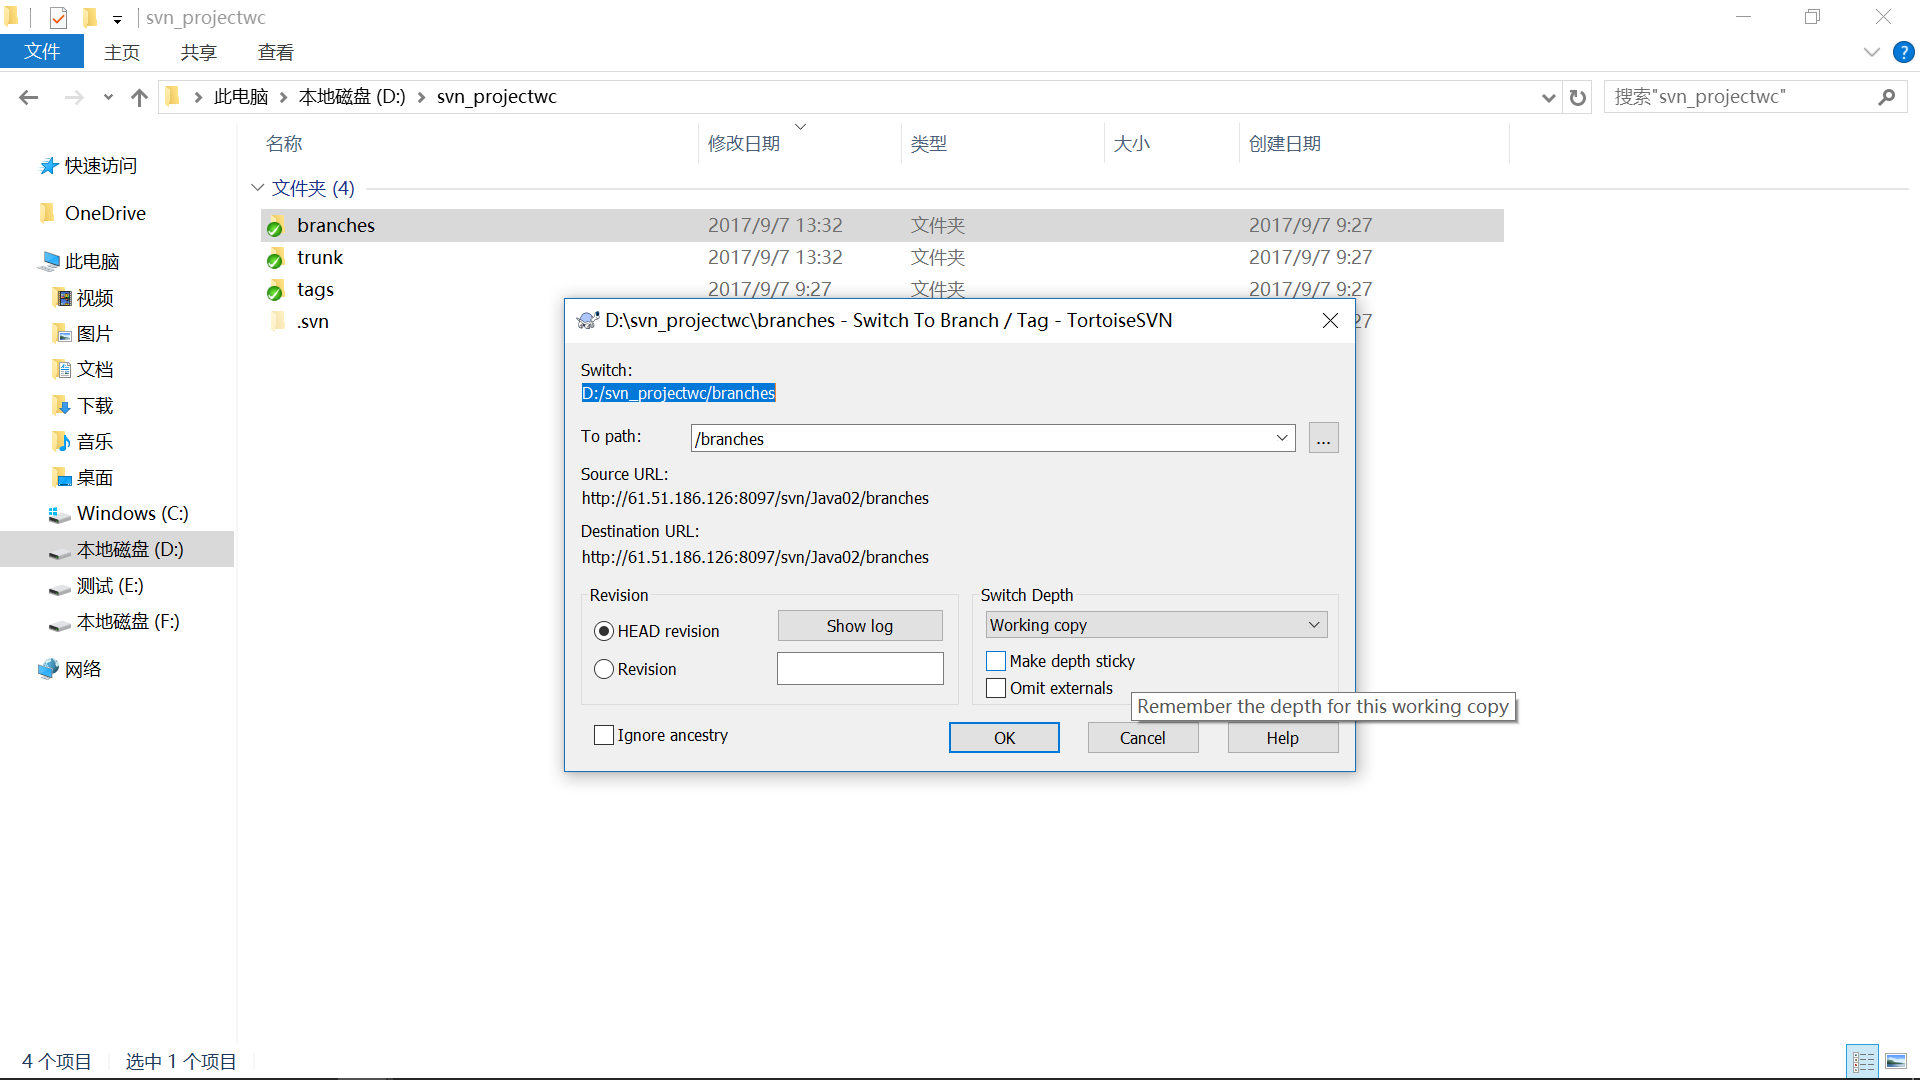 svn_projectwc
文件 主页 共享 查看
此电脑 本地磁盘 (D:) svn_projectwc 搜索"svn_projectwc"
名称 修改日期 类型 大小 创建日期
文件夹 (4)
branches 2017/9/7 13:32 文件夹 2017/9/7 9:27
trunk 2017/9/7 13:32 文件夹 2017/9/7 9:27
tags 2017/9/7 9:27 文件夹 2017/9/7 9:27
.svn 27
快速访问
OneDrive
此电脑
视频
图片
文档
下载
音乐
桌面
Windows (C:)
本地磁盘 (D:)
测试 (E:)
本地磁盘 (F:)
网络
D:\svn_projectwc\branches - Switch To Branch / Tag - TortoiseSVN
Switch:
D:/svn_projectwc/branches
To path: /branches ...
Source URL:
http://61.51.186.126:8097/svn/Java02/branches
Destination URL:
http://61.51.186.126:8097/svn/Java02/branches
Revision
HEAD revision Show log
Revision
Switch Depth
Working copy
Make depth sticky
Omit externals
Remember the depth for this working copy
Ignore ancestry OK Cancel Help
4 个项目 选中 1 个项目